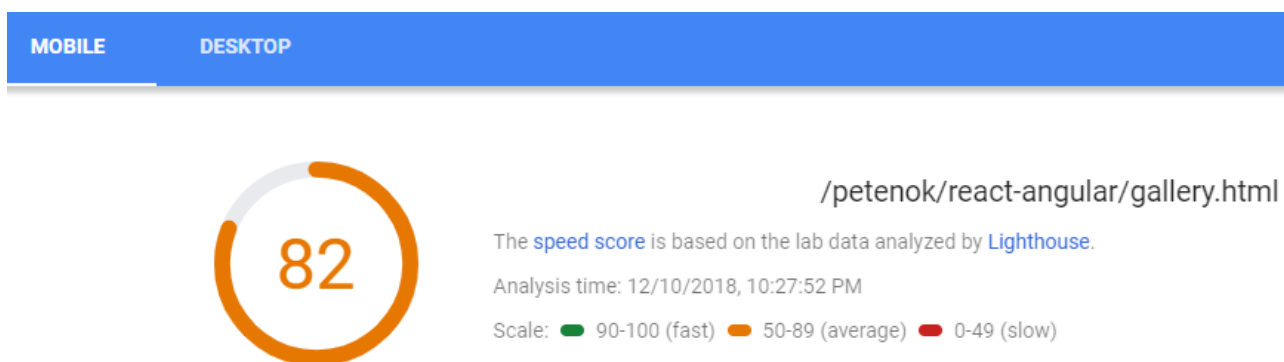 MOBILE DESKTOP
/petenok/react-angular/gallery.html
82
The speed score is based on the lab data analyzed by Lighthouse.
Analysis time: 12/10/2018, 10:27:52 PM
Scale: 90-100 (fast) 50-89 (average) 0-49 (slow)